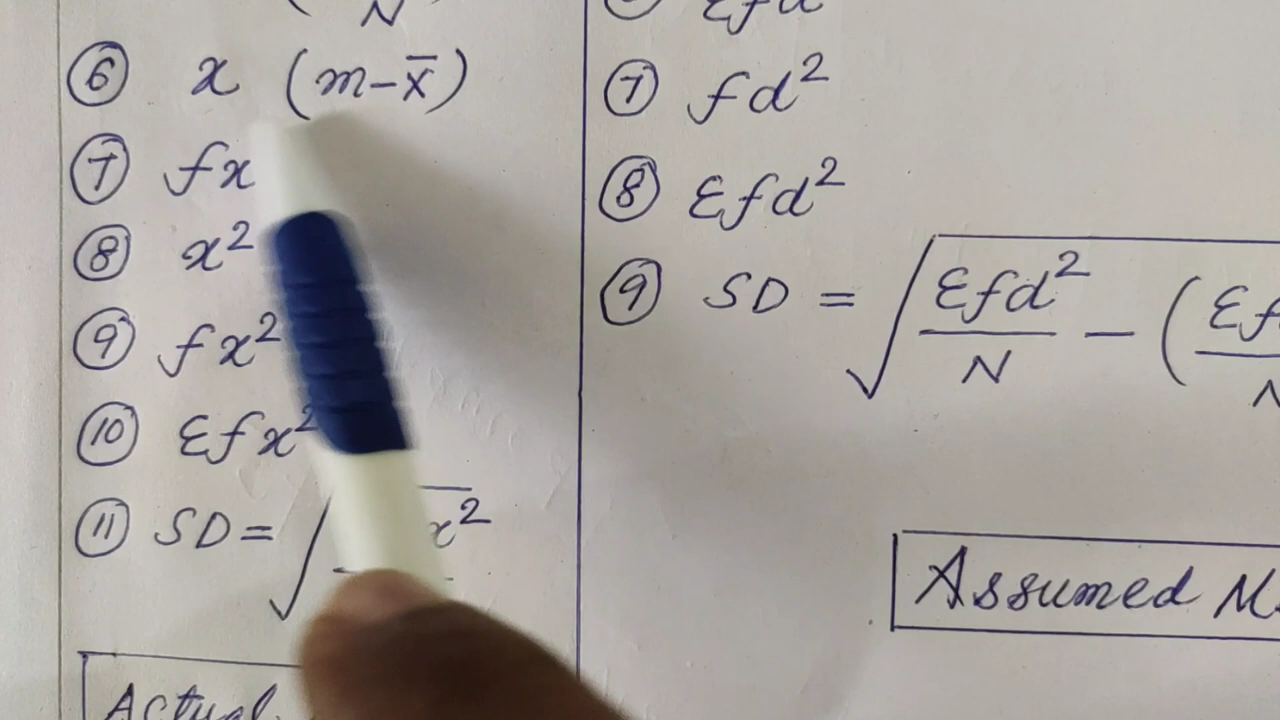 N
⑥ x (m-x̄)
⑦ fx
⑧ x²
⑨ fx²
⑩ Σfx²
⑪ SD = √ x²
Actual
Σfd
⑦ fd²
⑧ Σfd²
⑨ SD = √ Σfd²/N - (Σf/N
Assumed M